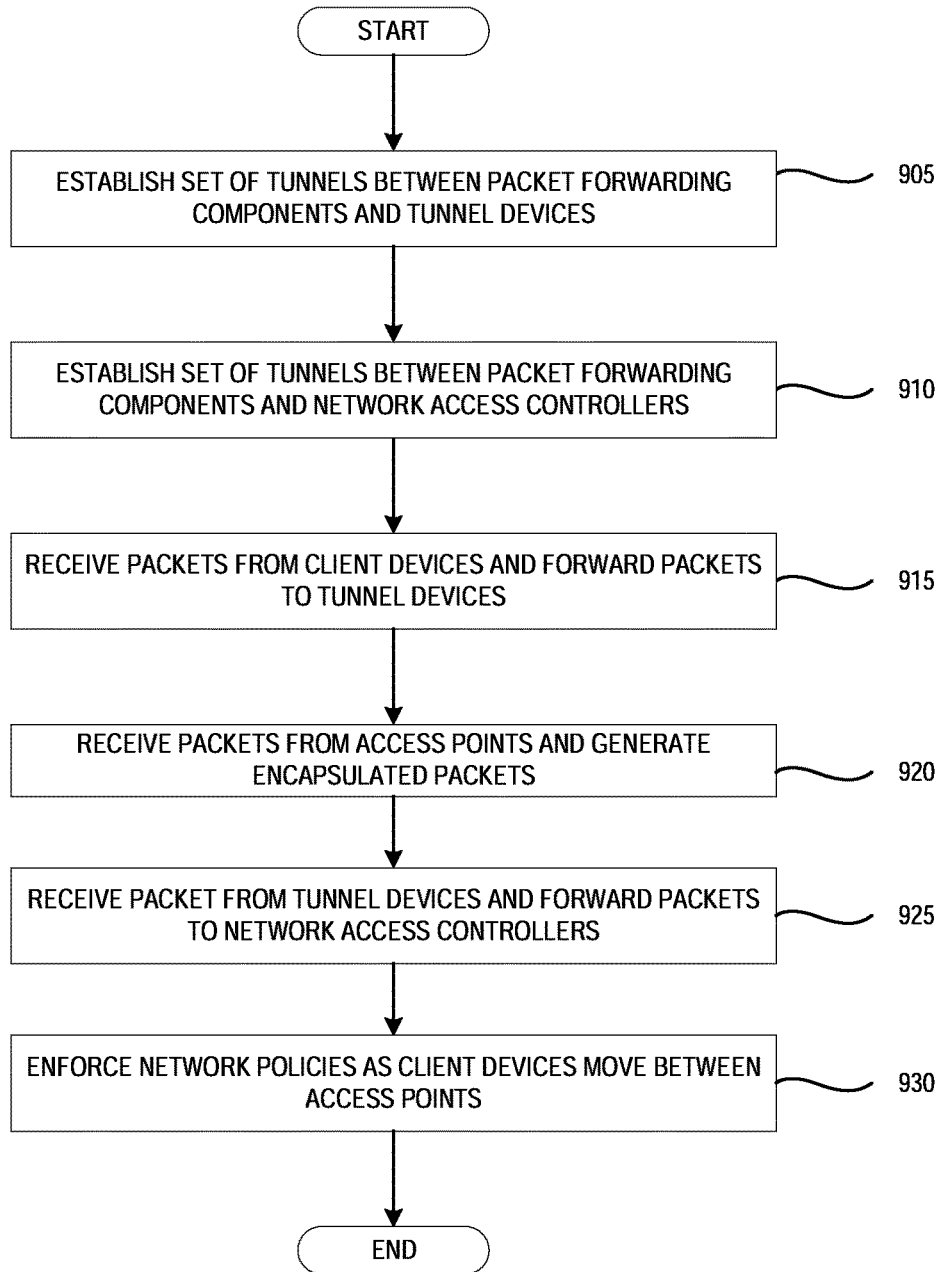 START
ESTABLISH SET OF TUNNELS BETWEEN PACKET FORWARDING
COMPONENTS AND TUNNEL DEVICES
905
ESTABLISH SET OF TUNNELS BETWEEN PACKET FORWARDING
COMPONENTS AND NETWORK ACCESS CONTROLLERS
910
RECEIVE PACKETS FROM CLIENT DEVICES AND FORWARD PACKETS
TO TUNNEL DEVICES
915
RECEIVE PACKETS FROM ACCESS POINTS AND GENERATE
ENCAPSULATED PACKETS
920
RECEIVE PACKET FROM TUNNEL DEVICES AND FORWARD PACKETS
TO NETWORK ACCESS CONTROLLERS
925
ENFORCE NETWORK POLICIES AS CLIENT DEVICES MOVE BETWEEN
ACCESS POINTS
930
END